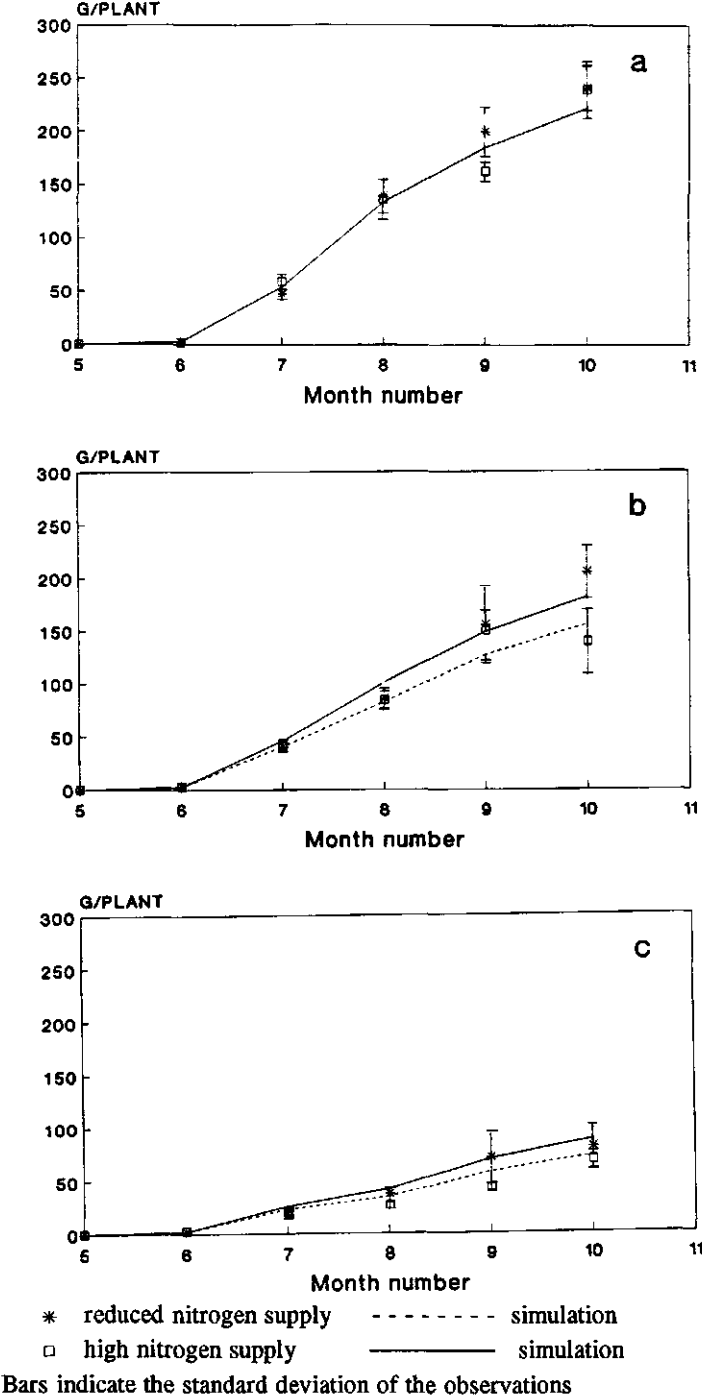 G/PLANT
300
a
250
200
150
100
50
0
5 6 7 8 9 10 11
Month number
G/PLANT
300
b
250
200
150
100
50
0
5 6 7 8 9 10 11
Month number
G/PLANT
300
c
250
200
150
100
50
0
5 6 7 8 9 10 11
Month number
* reduced nitrogen supply - - - - - - - simulation
□ high nitrogen supply ——— simulation
Bars indicate the standard deviation of the observations